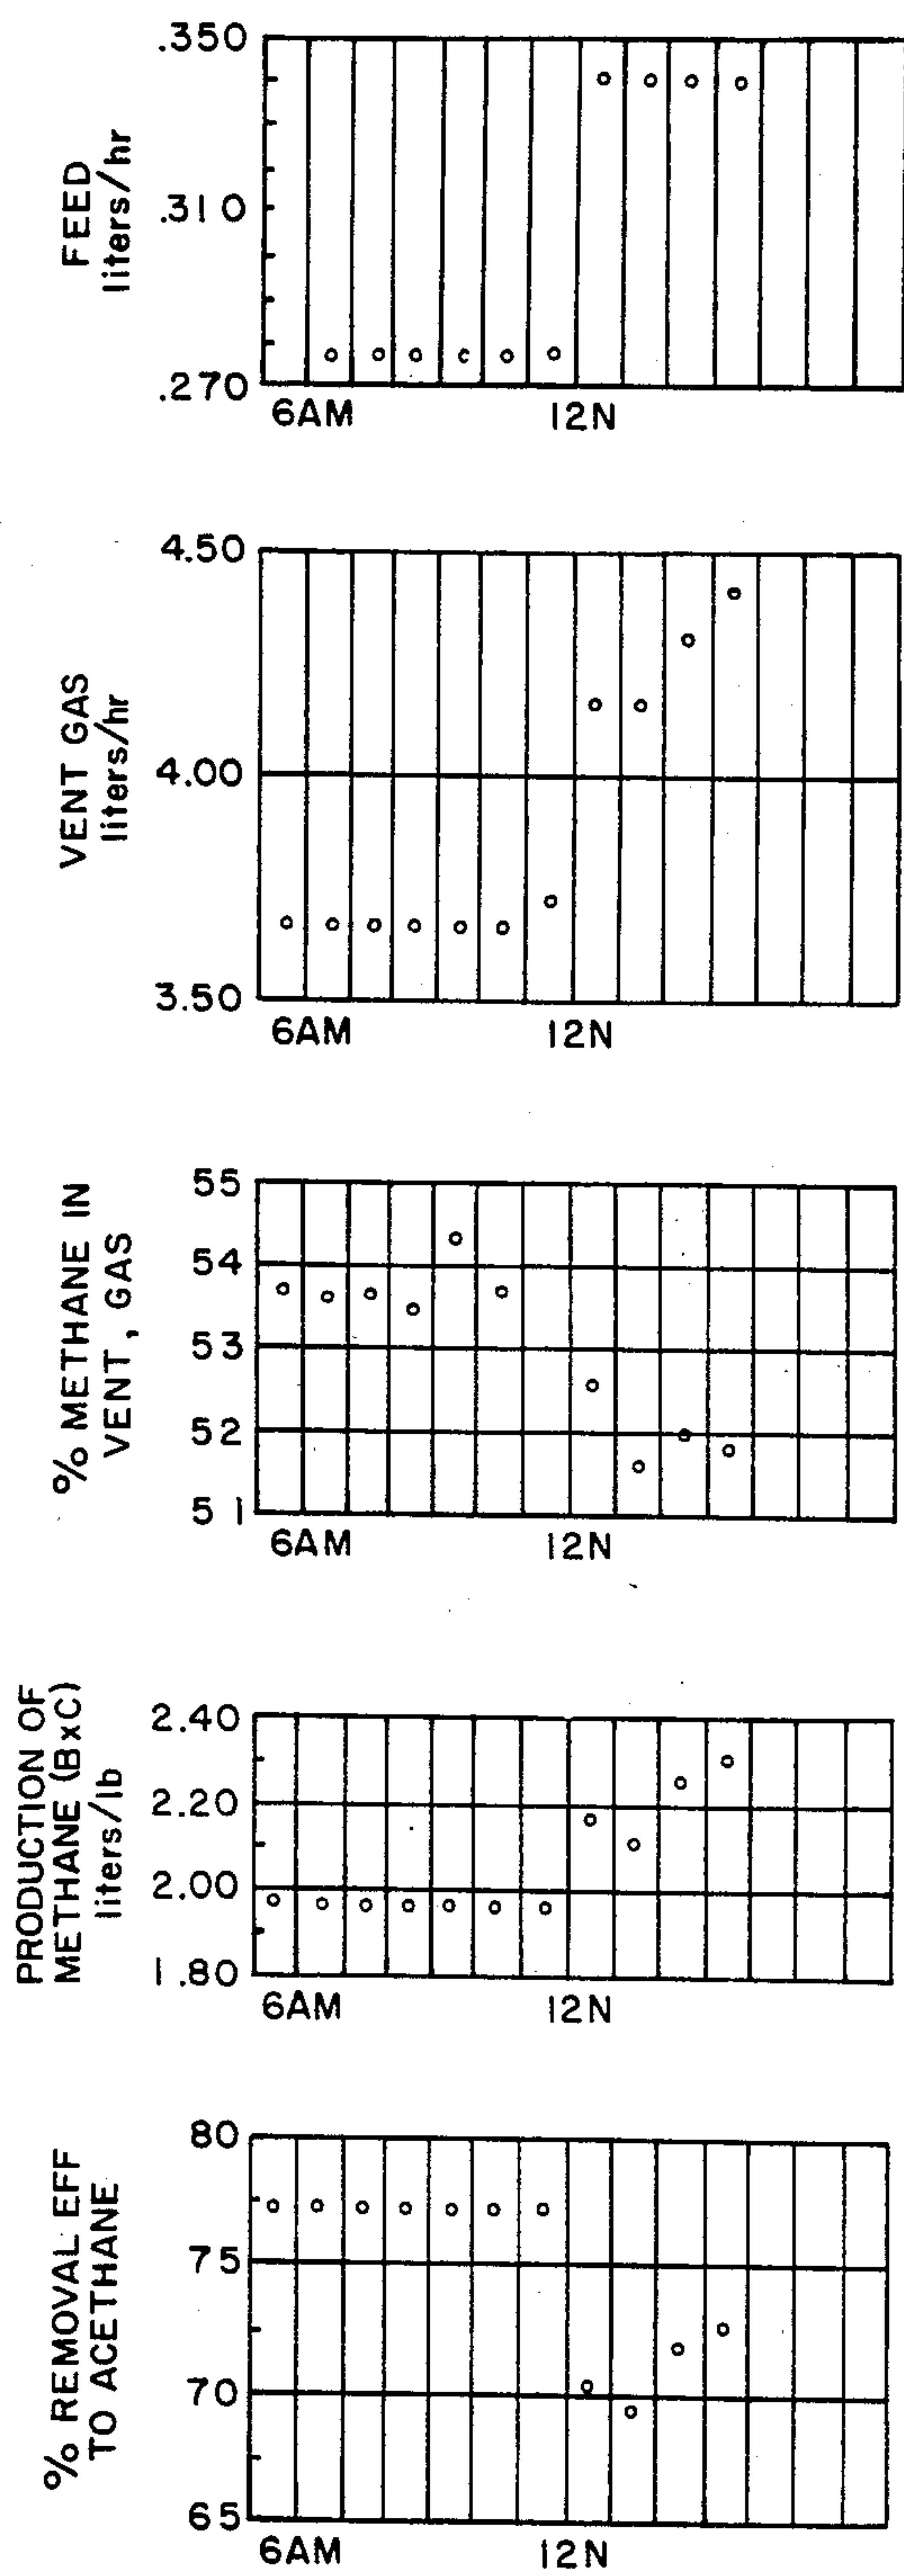 FEED
liters/hr
.350
.310
.270
6AM 12N
VENT GAS
liters/hr
4.50
4.00
3.50
6AM 12N
% METHANE IN
VENT, GAS
55
54
53
52
51
6AM 12N
PRODUCTION OF
METHANE (BxC)
liters/lb
2.40
2.20
2.00
1.80
6AM 12N
% REMOVAL EFF
TO ACETHANE
80
75
70
65
6AM 12N